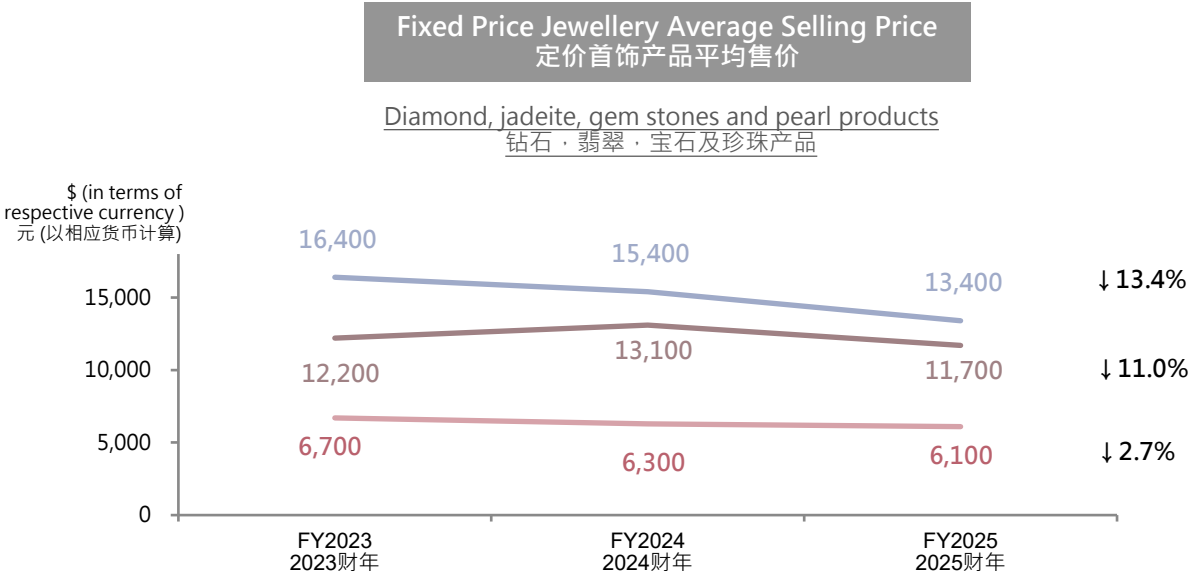 Fixed Price Jewellery Average Selling Price
定价首饰产品平均售价
Diamond, jadeite, gem stones and pearl products
钻石﹒翡翠﹒宝石及珍珠产品
$ (in terms of
respective currency )
元 (以相应货币计算)
16,400
15,400
13,400
↓13.4%
15,000
12,200
13,100
11,700
↓11.0%
10,000
6,700
6,300
6,100
↓2.7%
5,000
0
FY2023
2023财年
FY2024
2024财年
FY2025
2025财年